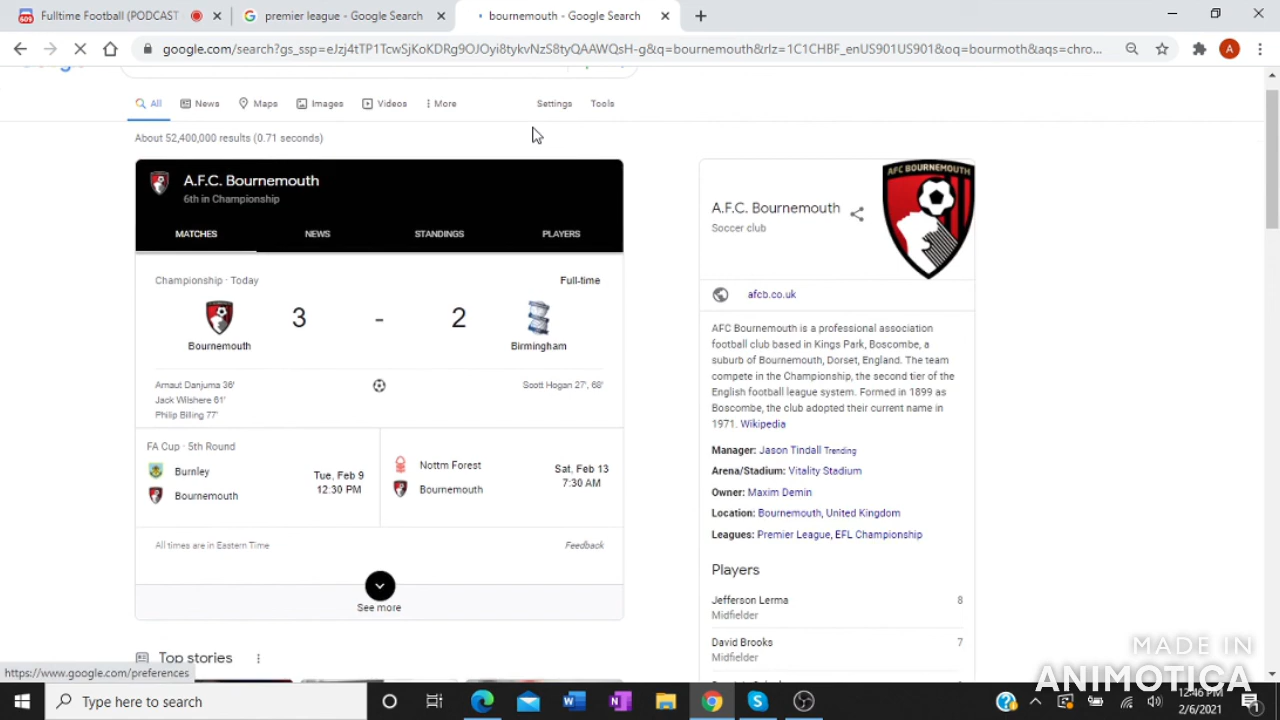 Fulltime Football (PODCAST
premier league - Google Search
bournemouth - Google Search
google.com/search?gs_ssp=eJzj4tTP1TcwSjKoKDRg9OJOyi8tykvNzS8tyQAAWQsH-g&q=bournemouth&rlz=1C1CHBF_enUS901US901&oq=bourmoth&aqs=chro...
A
All News Maps Images Videos More Settings Tools
About 52,400,000 results (0.71 seconds)
A.F.C. Bournemouth
6th in Championship
MATCHES NEWS STANDINGS PLAYERS
Championship · Today Full-time
3 - 2
Bournemouth Birmingham
Arnaut Danjuma 36'
Jack Wilshere 61'
Philip Billing 77'
Scott Hogan 27', 68'
FA Cup · 5th Round
Burnley
Bournemouth
Tue, Feb 9
12:30 PM
Nottm Forest
Bournemouth
Sat, Feb 13
7:30 AM
All times are in Eastern Time Feedback
See more
Top stories
AFC BOURNEMOUTH
A.F.C. Bournemouth
Soccer club
afcb.co.uk
AFC Bournemouth is a professional association
football club based in Kings Park, Boscombe, a
suburb of Bournemouth, Dorset, England. The team
compete in the Championship, the second tier of the
English football league system. Formed in 1899 as
Boscombe, the club adopted their current name in
1971. Wikipedia
Manager: Jason Tindall Trending
Arena/Stadium: Vitality Stadium
Owner: Maxim Demin
Location: Bournemouth, United Kingdom
Leagues: Premier League, EFL Championship
Players
Jefferson Lerma 8
Midfielder
David Brooks 7
Midfielder
MADE IN
ANIMOTICA
https://www.google.com/preferences
Type here to search
12:46 PM
2/6/2021